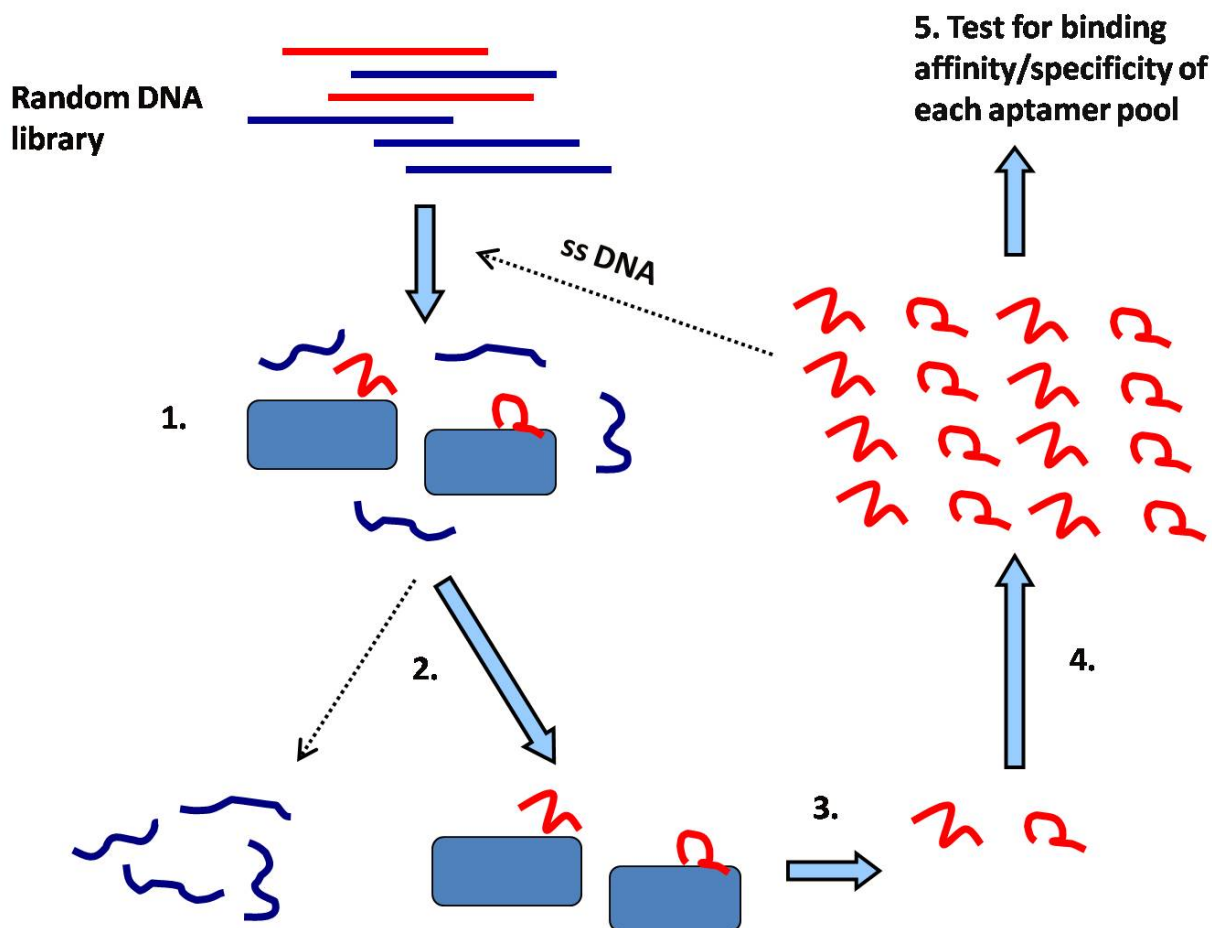 Random DNA
library
5. Test for binding
affinity/specificity of
each aptamer pool
ss DNA
1.
2.
3.
4.